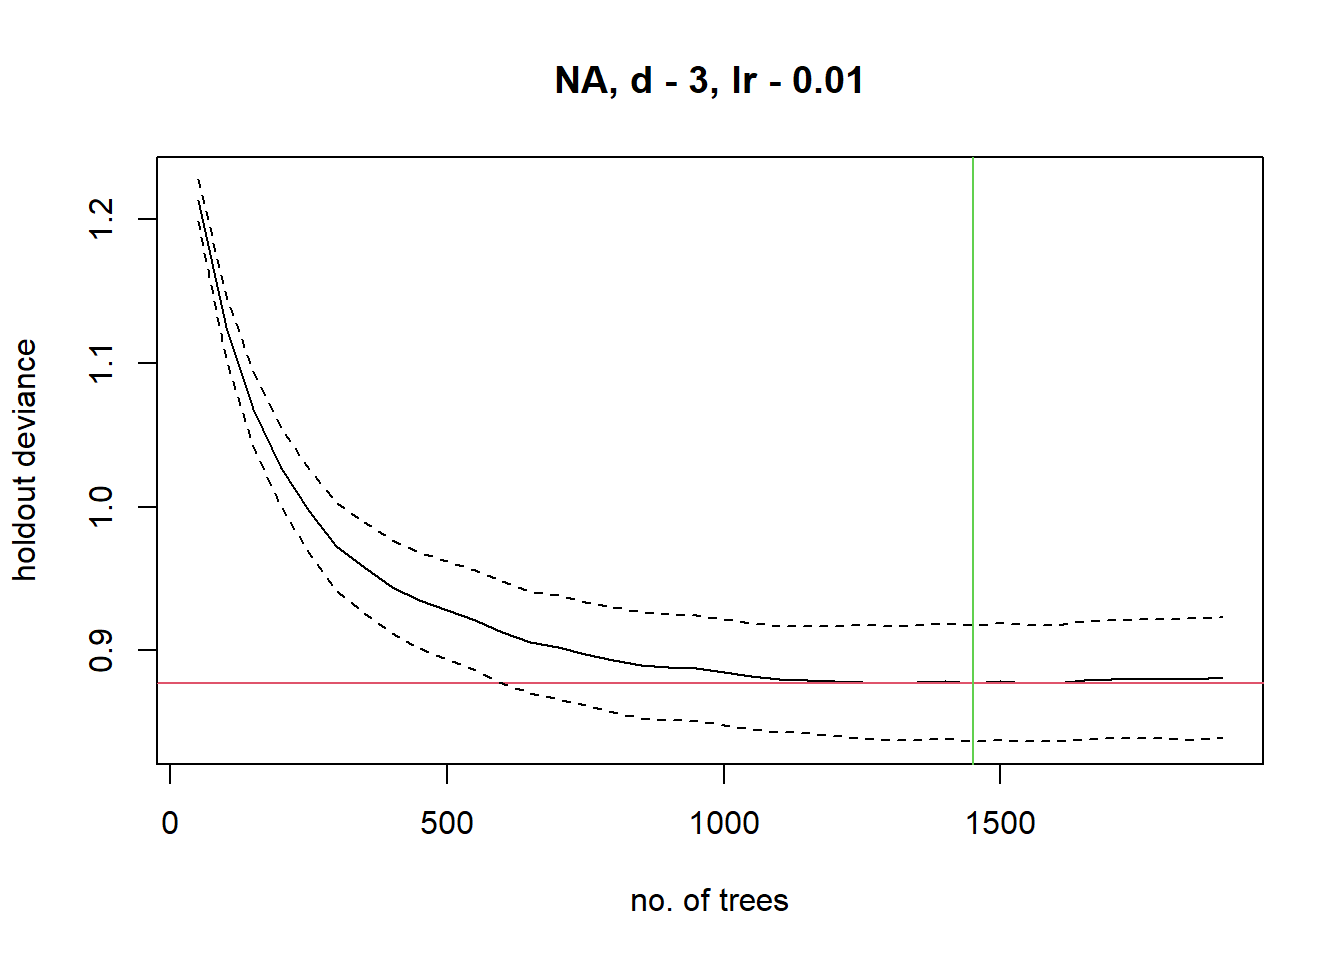 NA, d - 3, lr - 0.01
holdout deviance
1.2
1.1
1.0
0.9
0 500 1000 1500
no. of trees